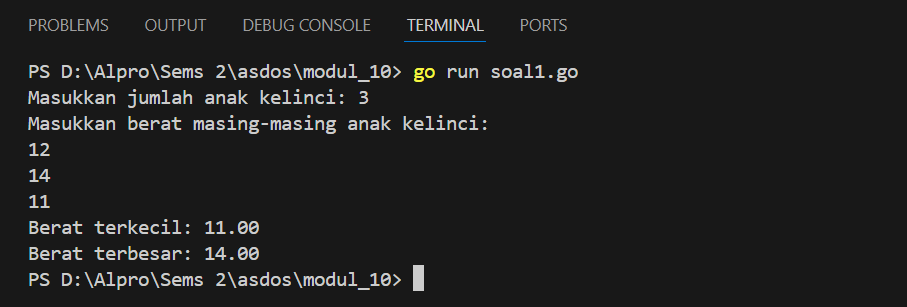 PROBLEMS OUTPUT DEBUG CONSOLE TERMINAL PORTS
PS D:\Alpro\Sems 2\asdos\modul_10> go run soal1.go
Masukkan jumlah anak kelinci: 3
Masukkan berat masing-masing anak kelinci:
12
14
11
Berat terkecil: 11.00
Berat terbesar: 14.00
PS D:\Alpro\Sems 2\asdos\modul_10>